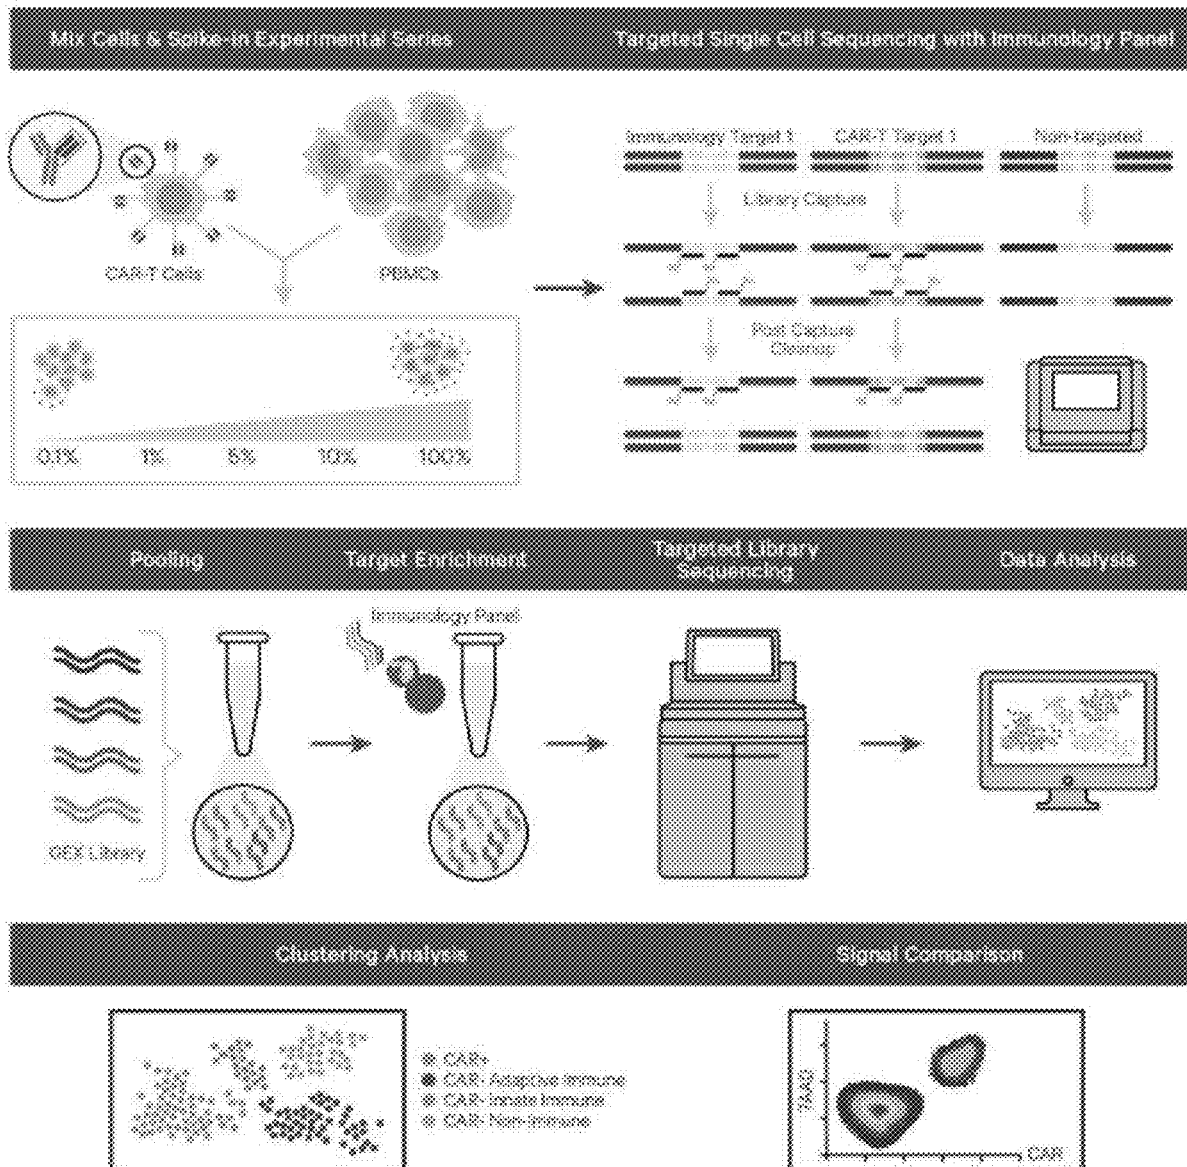 Mix Cells & Spike-in Experimental Series
Targeted Single Cell Sequencing with Immunology Panel
Immunology Target 1
CAR-T Target 1
Non-targeted
Library Capture
CAR-T Cells
PBMCs
Post Capture
Cleanup
0.1%
1%
5%
10%
100%
Pooling
Target Enrichment
Targeted Library
Sequencing
Data Analysis
Immunology Panel
GEX Library
Clustering Analysis
Signal Comparison
CAR+
CAR- Adaptive Immune
CAR- Innate Immune
CAR- Non-Immune
7AAD
CAR